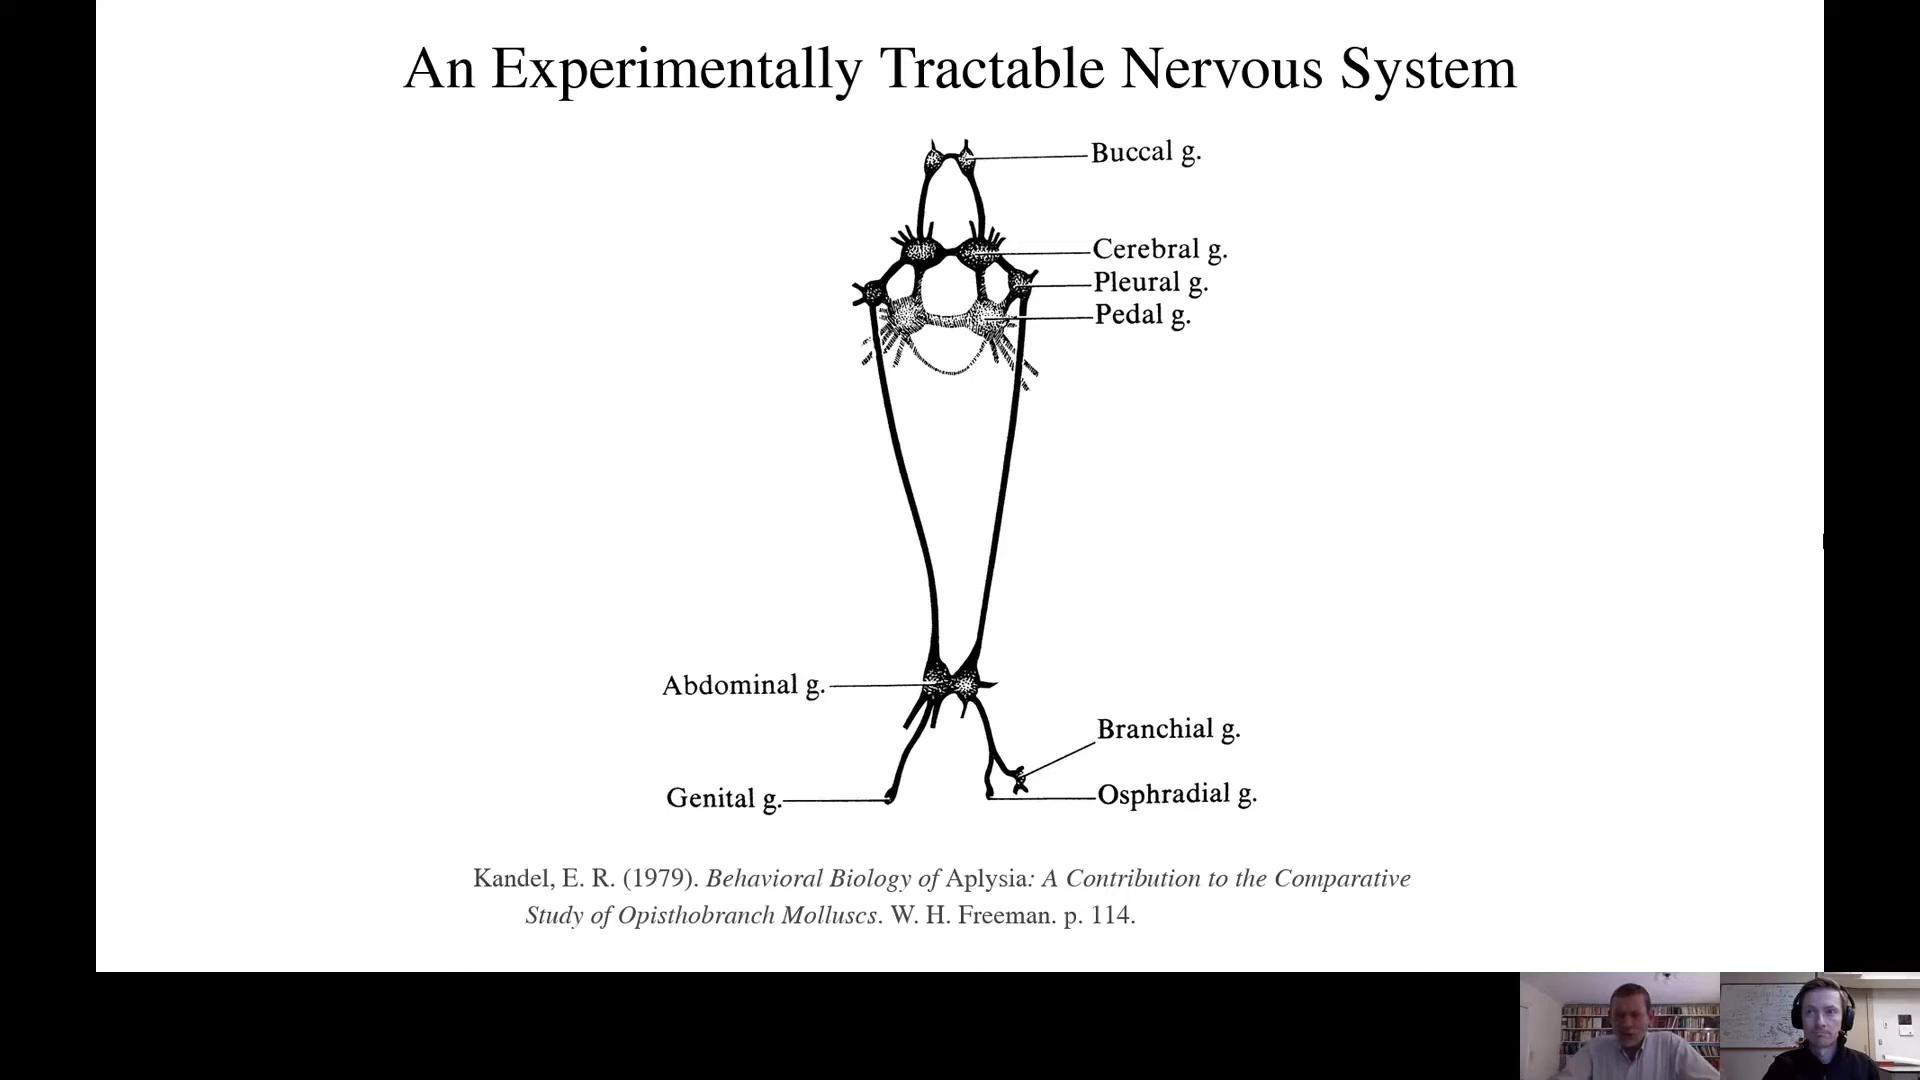 An Experimentally Tractable Nervous System
Buccal g.
Cerebral g.
Pleural g.
Pedal g.
Abdominal g.
Branchial g.
Genital g.
Osphradial g.
Kandel, E. R. (1979). Behavioral Biology of Aplysia: A Contribution to the Comparative
Study of Opisthobranch Molluscs. W. H. Freeman. p. 114.